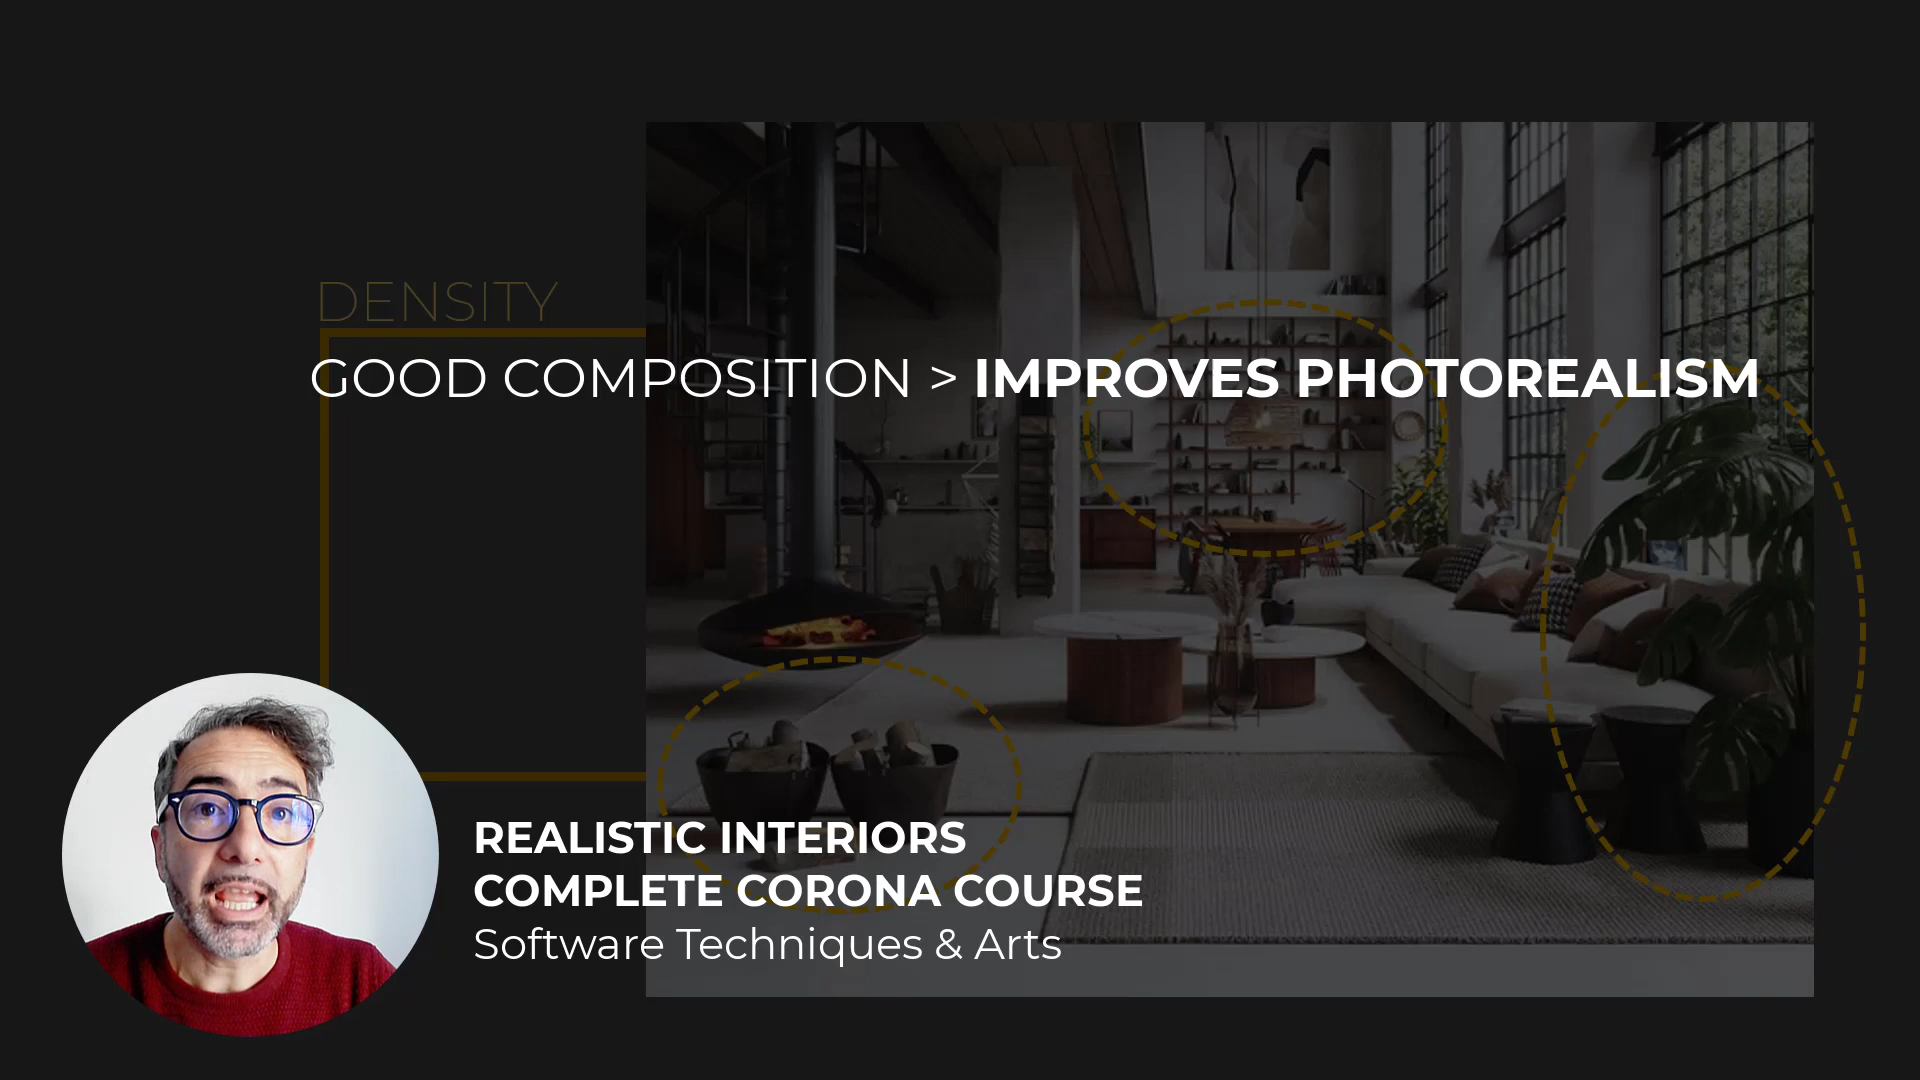 DENSITY
GOOD COMPOSITION > IMPROVES PHOTOREALISM
REALISTIC INTERIORS
COMPLETE CORONA COURSE
Software Techniques & Arts